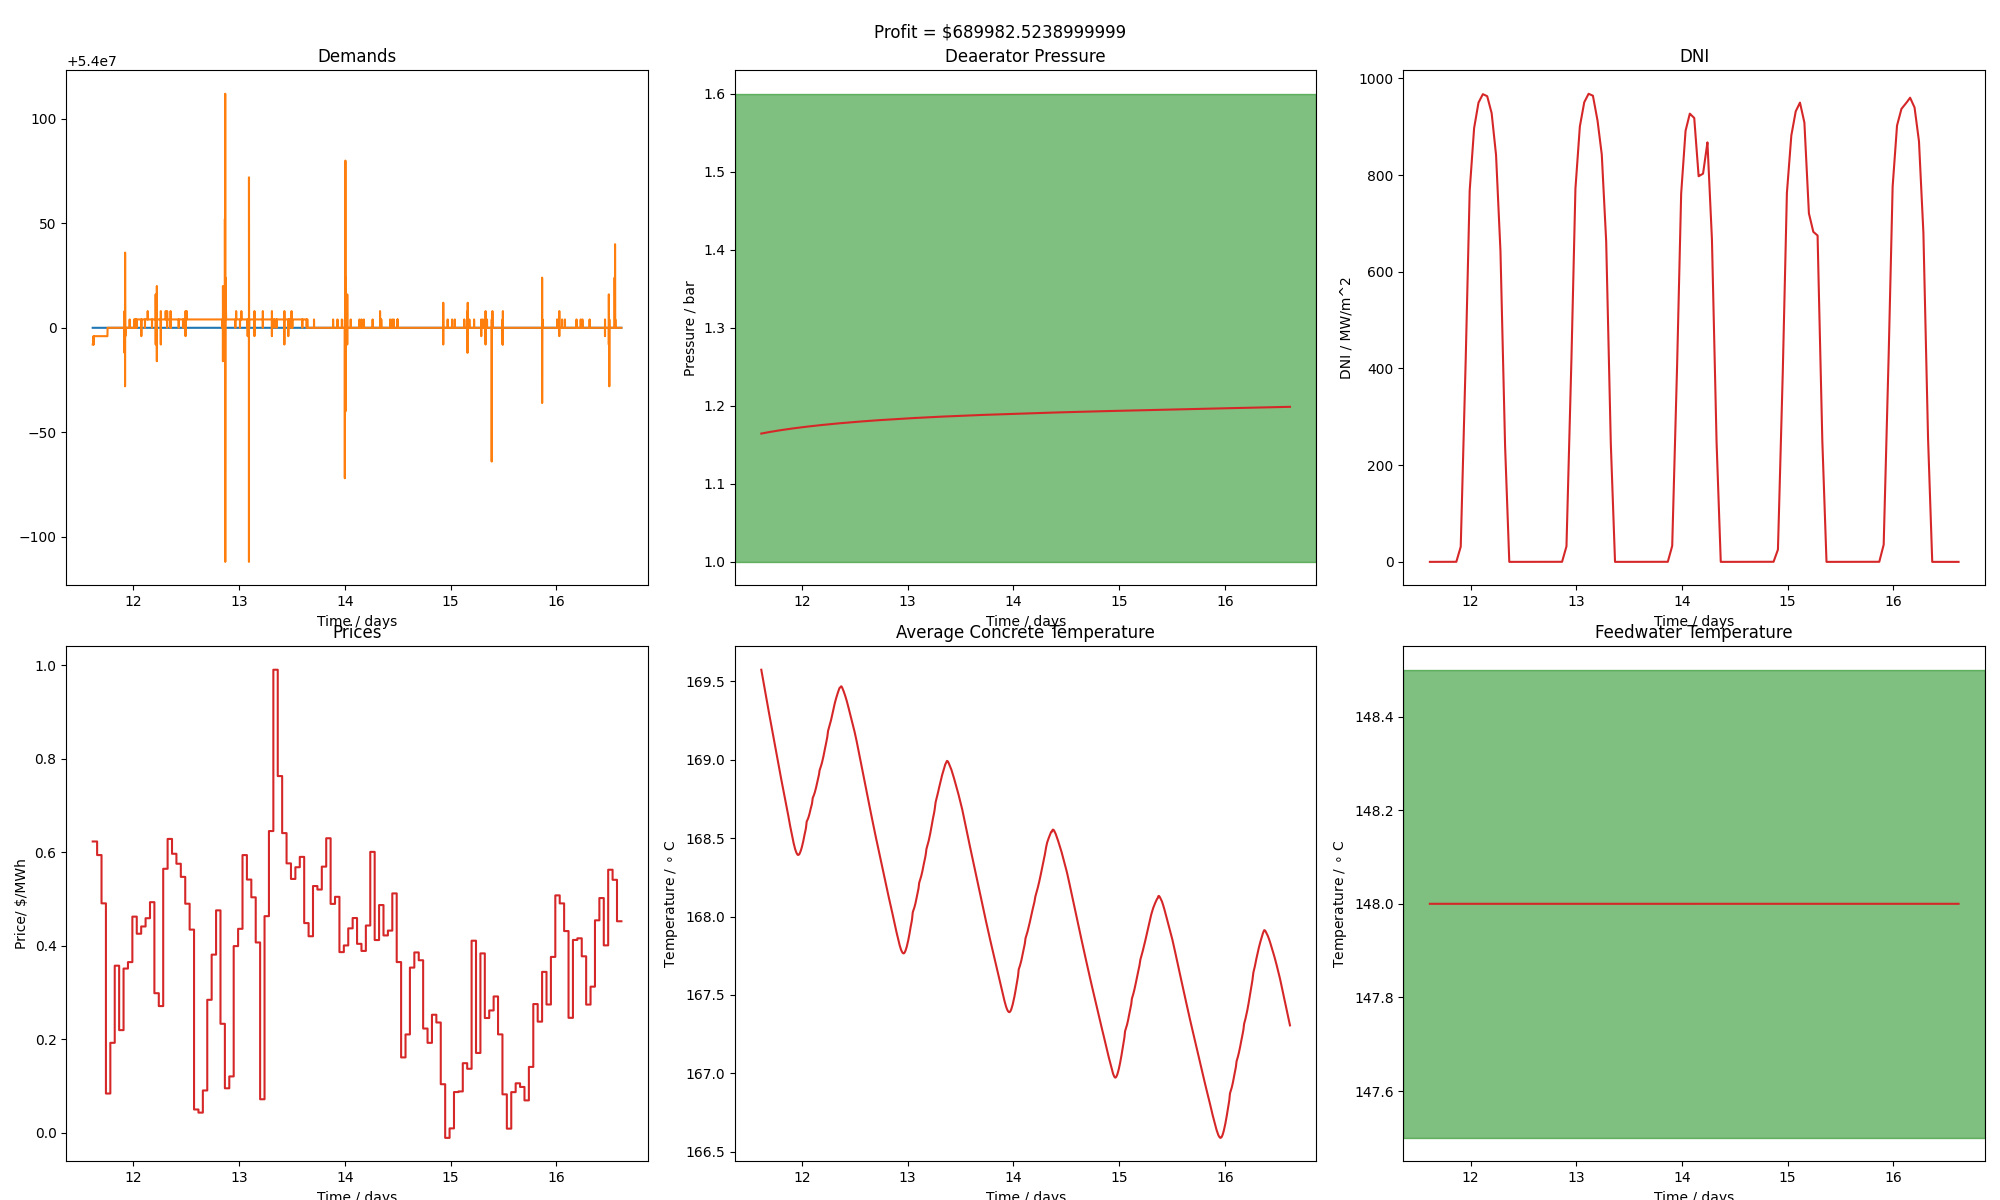 Profit = $689982.5238999999
Demands
+5.4e7
100
50
0
−50
−100
12 13 14 15 16
Time / days
Deaerator Pressure
Pressure / bar
1.6
1.5
1.4
1.3
1.2
1.1
1.0
12 13 14 15 16
Time / days
DNI
DNI / MW/m^2
1000
800
600
400
200
0
12 13 14 15 16
Time / days
Prices
Price/ $/MWh
1.0
0.8
0.6
0.4
0.2
0.0
12 13 14 15 16
Time / days
Average Concrete Temperature
Temperature / ∘ C
169.5
169.0
168.5
168.0
167.5
167.0
166.5
12 13 14 15 16
Time / days
Feedwater Temperature
Temperature / ∘ C
148.4
148.2
148.0
147.8
147.6
12 13 14 15 16
Time / days